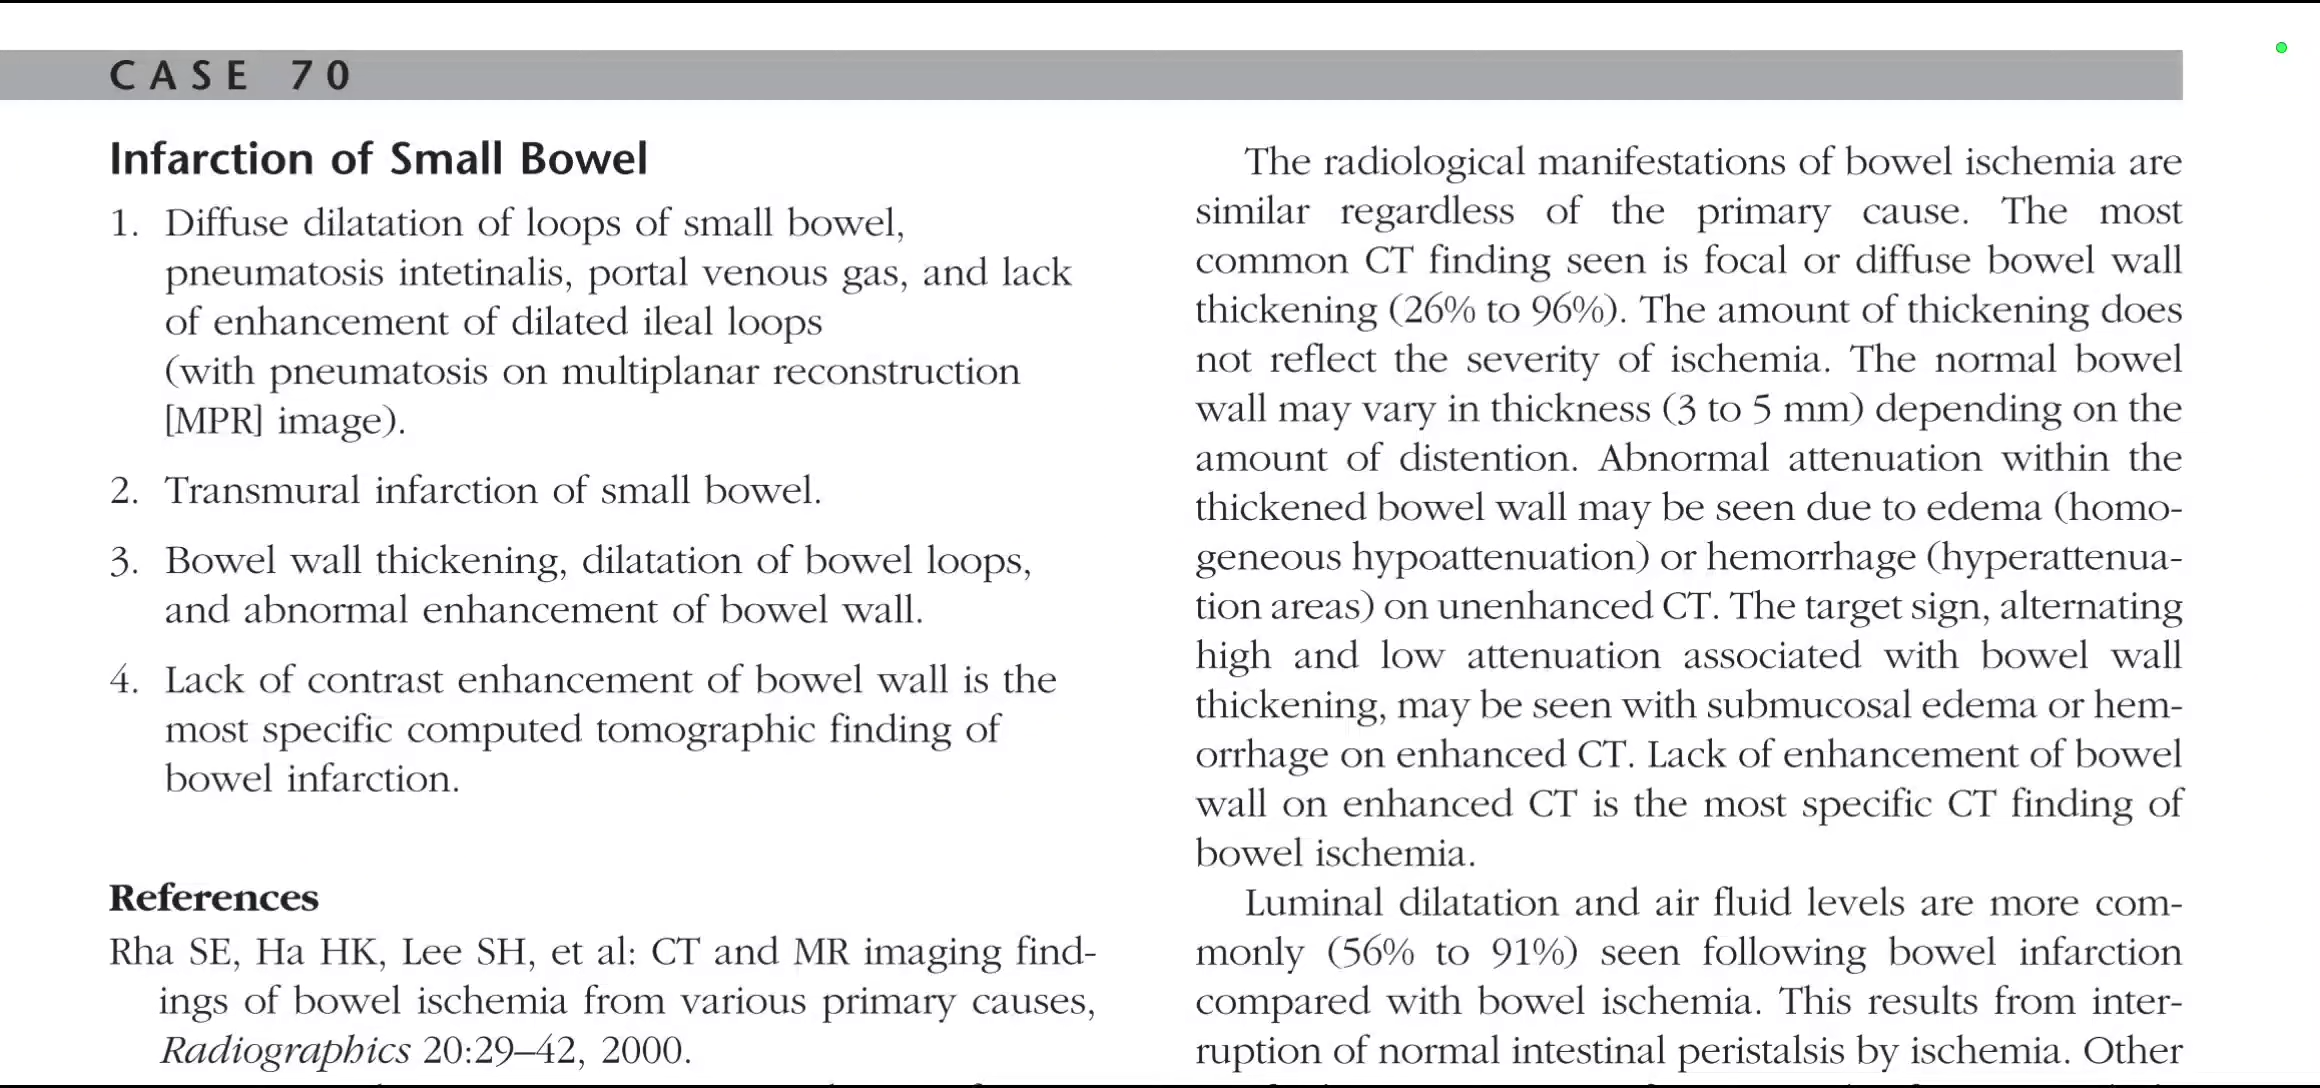 CASE 70
Infarction of Small Bowel
1. Diffuse dilatation of loops of small bowel,
pneumatosis intetinalis, portal venous gas, and lack
of enhancement of dilated ileal loops
(with pneumatosis on multiplanar reconstruction
[MPR] image).
2. Transmural infarction of small bowel.
3. Bowel wall thickening, dilatation of bowel loops,
and abnormal enhancement of bowel wall.
4. Lack of contrast enhancement of bowel wall is the
most specific computed tomographic finding of
bowel infarction.
References
Rha SE, Ha HK, Lee SH, et al: CT and MR imaging find-
ings of bowel ischemia from various primary causes,
Radiographics 20:29–42, 2000.
The radiological manifestations of bowel ischemia are
similar regardless of the primary cause. The most
common CT finding seen is focal or diffuse bowel wall
thickening (26% to 96%). The amount of thickening does
not reflect the severity of ischemia. The normal bowel
wall may vary in thickness (3 to 5 mm) depending on the
amount of distention. Abnormal attenuation within the
thickened bowel wall may be seen due to edema (homo-
geneous hypoattenuation) or hemorrhage (hyperattenua-
tion areas) on unenhanced CT. The target sign, alternating
high and low attenuation associated with bowel wall
thickening, may be seen with submucosal edema or hem-
orrhage on enhanced CT. Lack of enhancement of bowel
wall on enhanced CT is the most specific CT finding of
bowel ischemia.
Luminal dilatation and air fluid levels are more com-
monly (56% to 91%) seen following bowel infarction
compared with bowel ischemia. This results from inter-
ruption of normal intestinal peristalsis by ischemia. Other